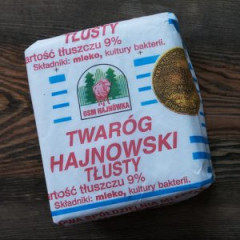 TŁUSTY
artość tłuszczu 9%
Składniki: mleko, kultury bakterii.
OSM HAJNÓWKA
TWARÓG
HAJNOWSKI
TŁUSTY
artość tłuszczu 9%
Składniki: mleko, kultury bakterii.